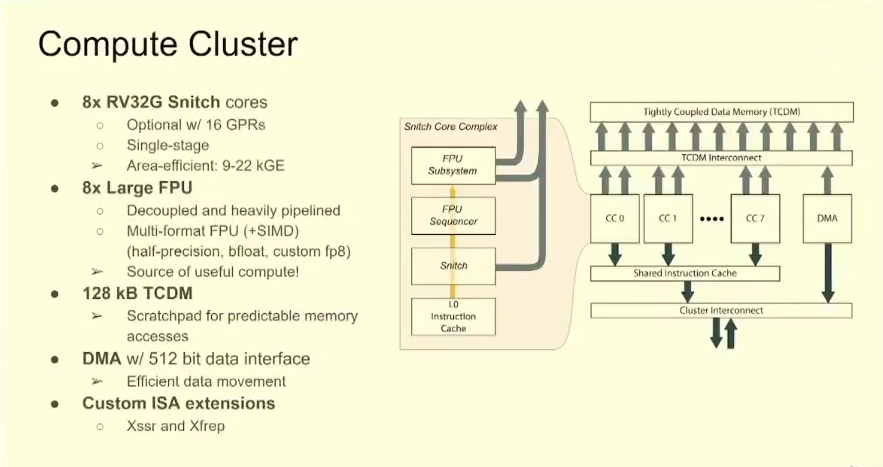 Compute Cluster
8x RV32G Snitch cores
Optional w/ 16 GPRs
Single-stage
Area-efficient: 9-22 kGE
8x Large FPU
Decoupled and heavily pipelined
Multi-format FPU (+SIMD)
(half-precision, bfloat, custom fp8)
Source of useful compute!
128 kB TCDM
Scratchpad for predictable memory
accesses
DMA w/ 512 bit data interface
Efficient data movement
Custom ISA extensions
Xssr and Xfrep
Snitch Core Complex
FPU
Subsystem
FPU
Sequencer
Snitch
L0
Instruction
Cache
Tightly Coupled Data Memory (TCDM)
TCDM Interconnect
CC 0
CC 1
••••
CC 7
DMA
Shared Instruction Cache
Cluster Interconnect